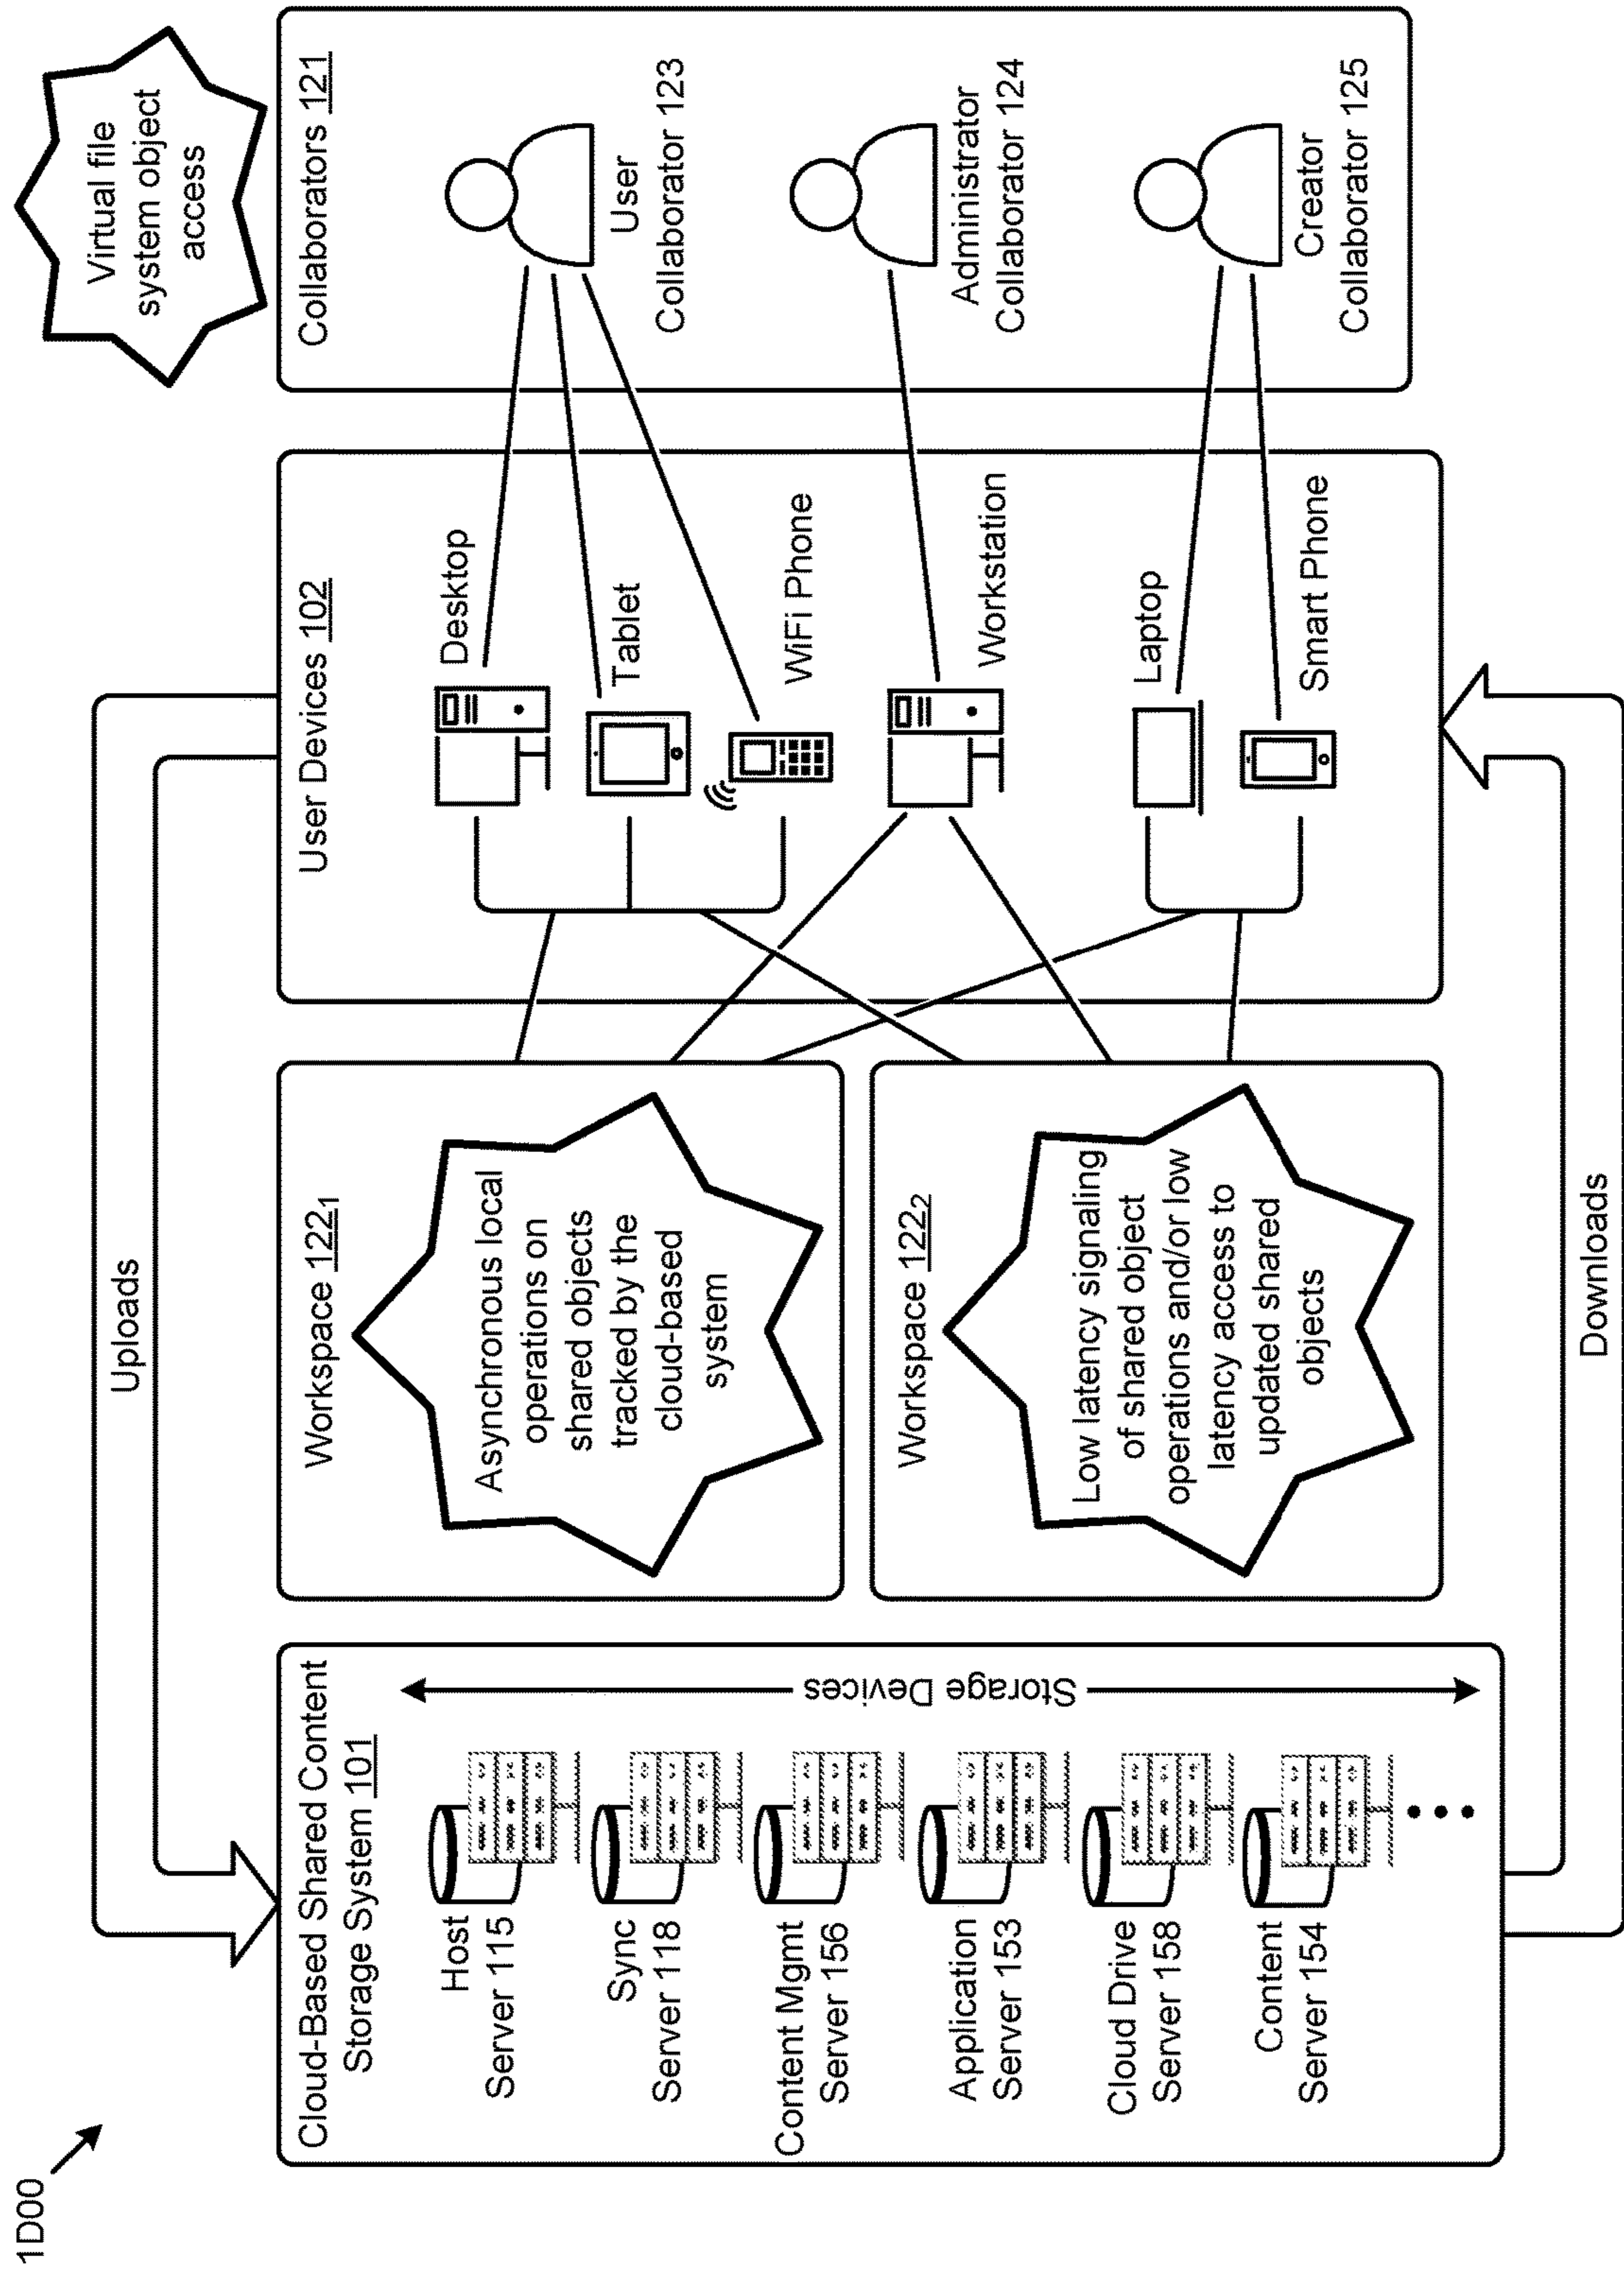 1D00
Uploads
Virtual file
system object
access
Cloud-Based Shared Content
Storage System 101
Host
Server 115
Sync
Server 118
Content Mgmt
Server 156
Application
Server 153
Cloud Drive
Server 158
Content
Server 154
Storage Devices
Workspace 122₁
Asynchronous local
operations on
shared objects
tracked by the
cloud-based
system
Workspace 122₂
Low latency signaling
of shared object
operations and/or low
latency access to
updated shared
objects
User Devices 102
Desktop
Tablet
WiFi Phone
Workstation
Laptop
Smart Phone
Collaborators 121
User
Collaborator 123
Administrator
Collaborator 124
Creator
Collaborator 125
Downloads